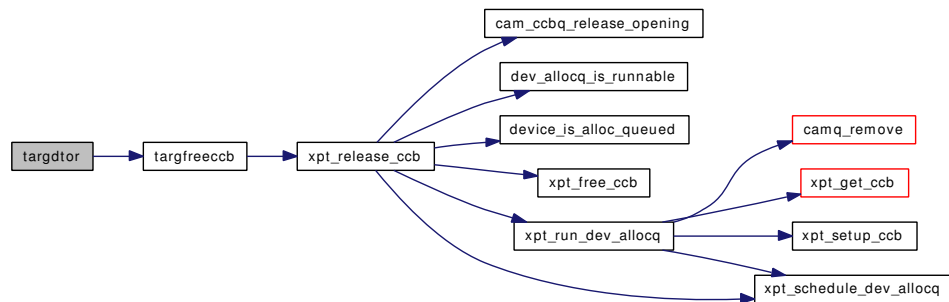 cam_ccbq_release_opening
dev_allocq_is_runnable
device_is_alloc_queued
camq_remove
targdtor
targfreeccb
xpt_release_ccb
xpt_free_ccb
xpt_get_ccb
xpt_run_dev_allocq
xpt_setup_ccb
xpt_schedule_dev_allocq